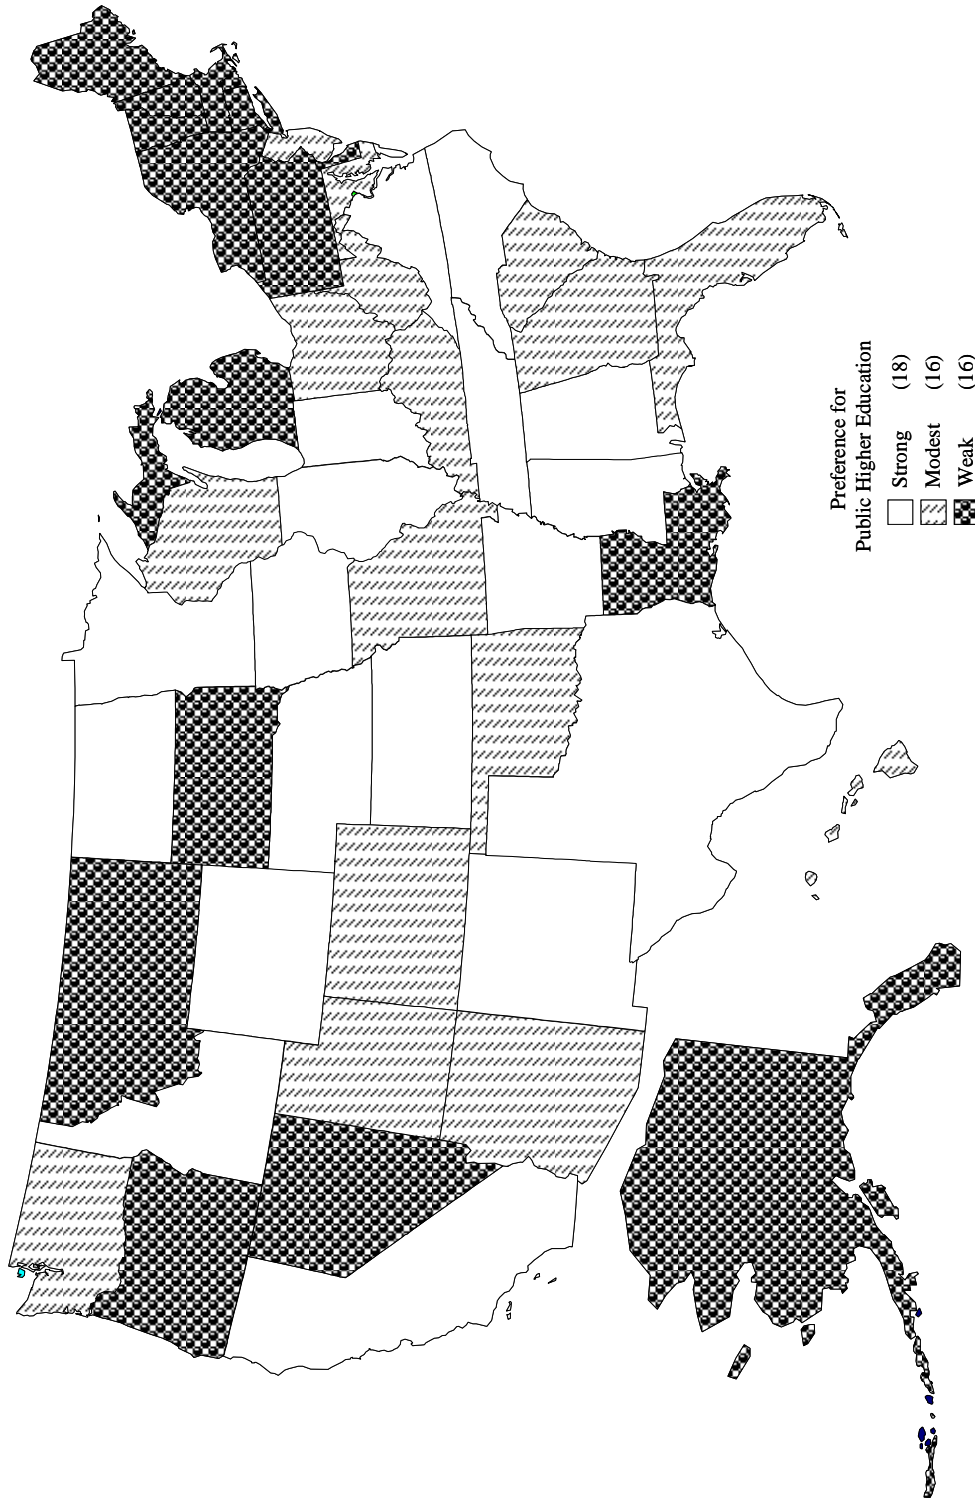 Preference for
Public Higher Education
Strong (18)
Modest (16)
Weak (16)